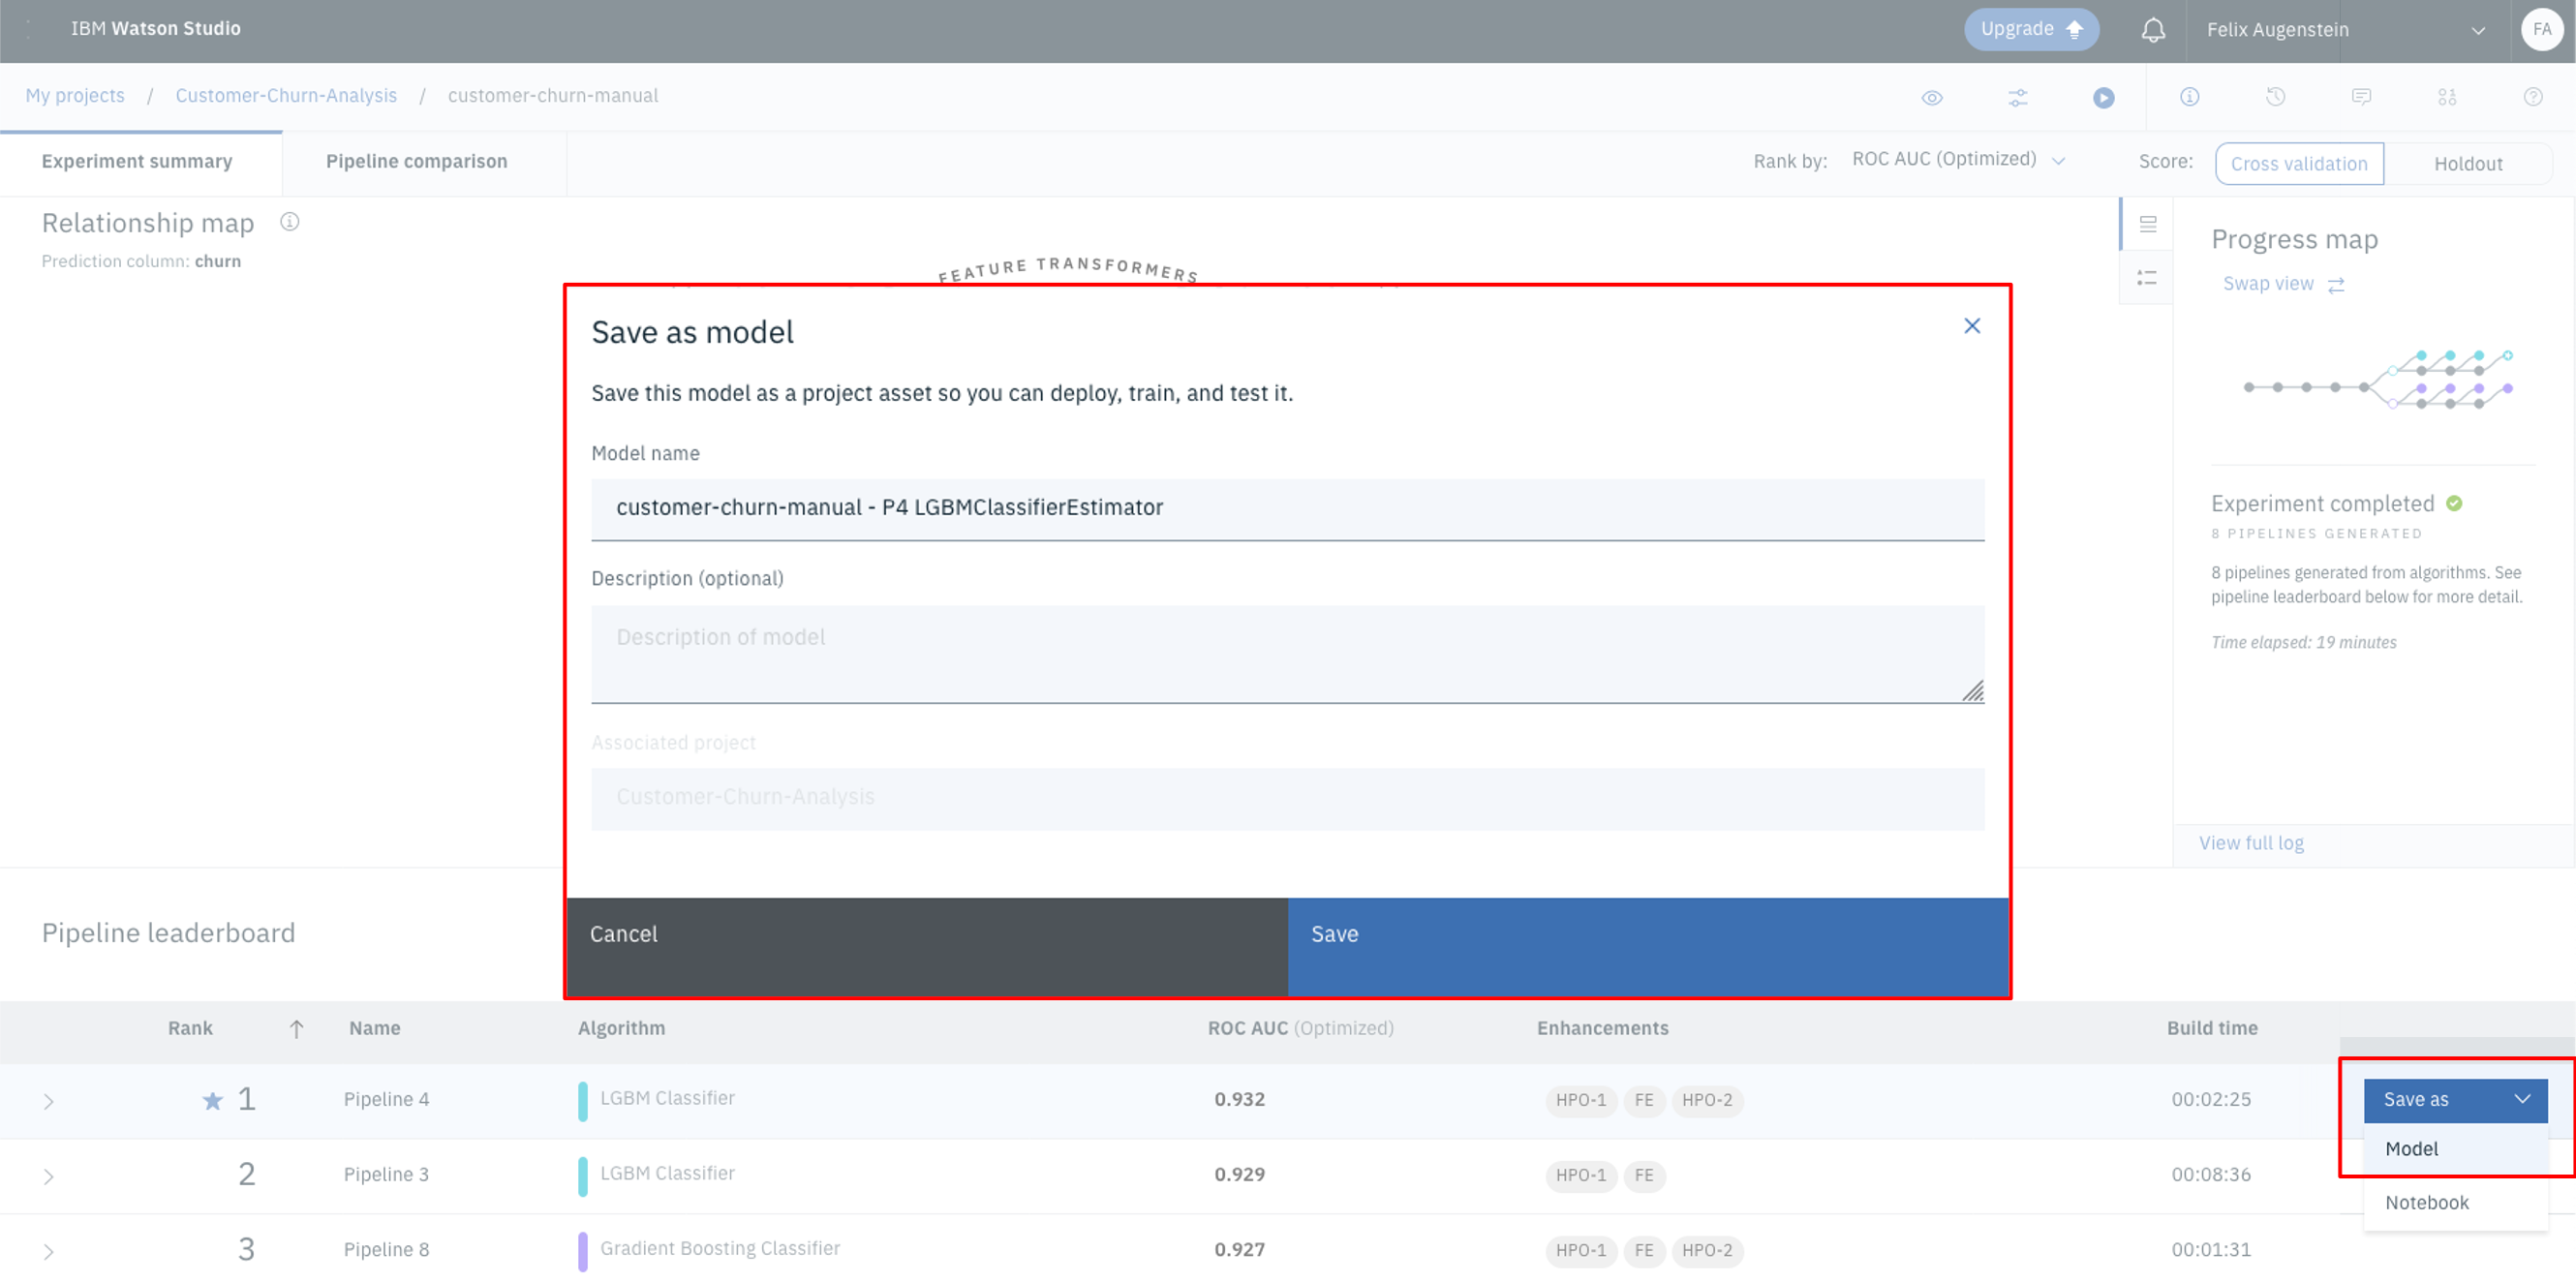 IBM Watson Studio
Upgrade
Felix Augenstein
FA
My projects / Customer-Churn-Analysis / customer-churn-manual
Experiment summary
Pipeline comparison
Rank by: ROC AUC (Optimized)
Score: Cross validation Holdout
Relationship map
Prediction column: churn
FEATURE TRANSFORMERS
Progress map
Swap view
Save as model
Save this model as a project asset so you can deploy, train, and test it.
Model name
customer-churn-manual - P4 LGBMClassifierEstimator
Description (optional)
Description of model
Associated project
Customer-Churn-Analysis
Cancel
Save
Experiment completed
8 PIPELINES GENERATED
8 pipelines generated from algorithms. See
pipeline leaderboard below for more detail.
Time elapsed: 19 minutes
View full log
Pipeline leaderboard
Rank Name Algorithm ROC AUC (Optimized) Enhancements Build time
1 Pipeline 4 LGBM Classifier 0.932 HPO-1 FE HPO-2 00:02:25
Save as
Model
2 Pipeline 3 LGBM Classifier 0.929 HPO-1 FE 00:08:36
Notebook
3 Pipeline 8 Gradient Boosting Classifier 0.927 HPO-1 FE HPO-2 00:01:31